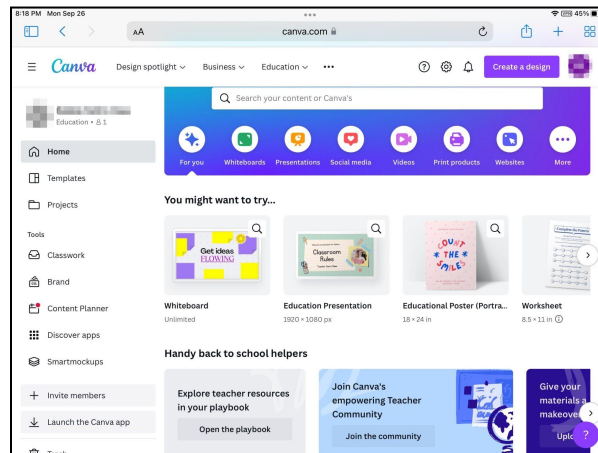 8:18 PM Mon Sep 26
45%
AA
canva.com
Canva
Design spotlight
Business
Education
Create a design
Search your content or Canva's
Education • 1
For you
Whiteboards
Presentations
Social media
Videos
Print products
Websites
More
Home
Templates
Projects
Tools
Classwork
Brand
Content Planner
Discover apps
Smartmockups
Invite members
Launch the Canva app
You might want to try...
Get ideas
FLOWING
Classroom
Rules
COUNT
* THE *
SMILES
Complete the Pattern
Whiteboard
Unlimited
Education Presentation
1920 × 1080 px
Educational Poster (Portra...
18 × 24 in
Worksheet
8.5 × 11 in
Handy back to school helpers
Explore teacher resources
in your playbook
Open the playbook
Join Canva's
empowering Teacher
Community
Join the community
Give your
materials a
makeover
Uplo
?